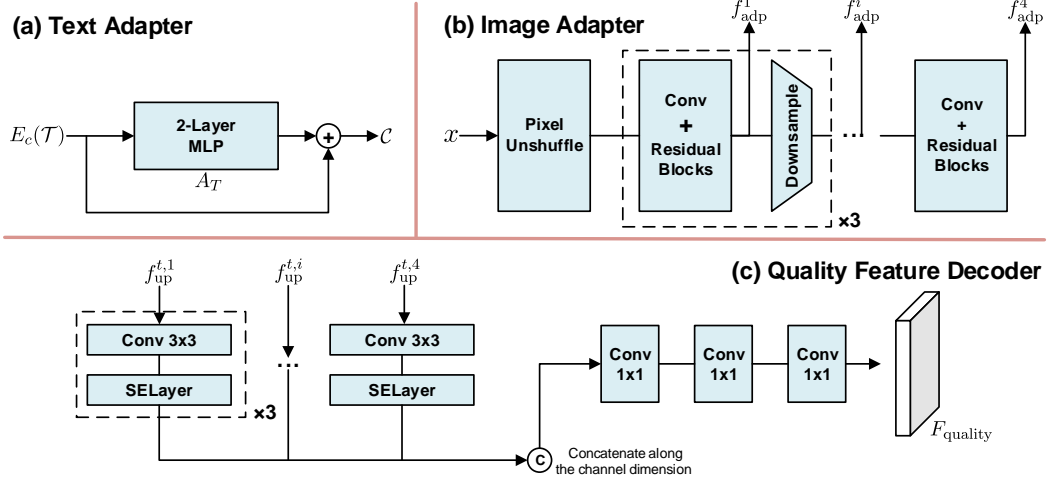 (a) Text Adapter
E_c(𝒯)
2-Layer
MLP
A_T
+
𝒞
(b) Image Adapter
f^1_adp
f^i_adp
f^4_adp
x
Pixel
Unshuffle
Conv
+
Residual
Blocks
Downsample
...
×3
Conv
+
Residual
Blocks
(c) Quality Feature Decoder
f^{t,1}_up
f^{t,i}_up
f^{t,4}_up
Conv 3x3
SELayer
×3
...
Conv 3x3
SELayer
C
Concatenate along
the channel dimension
Conv
1x1
Conv
1x1
Conv
1x1
F_quality